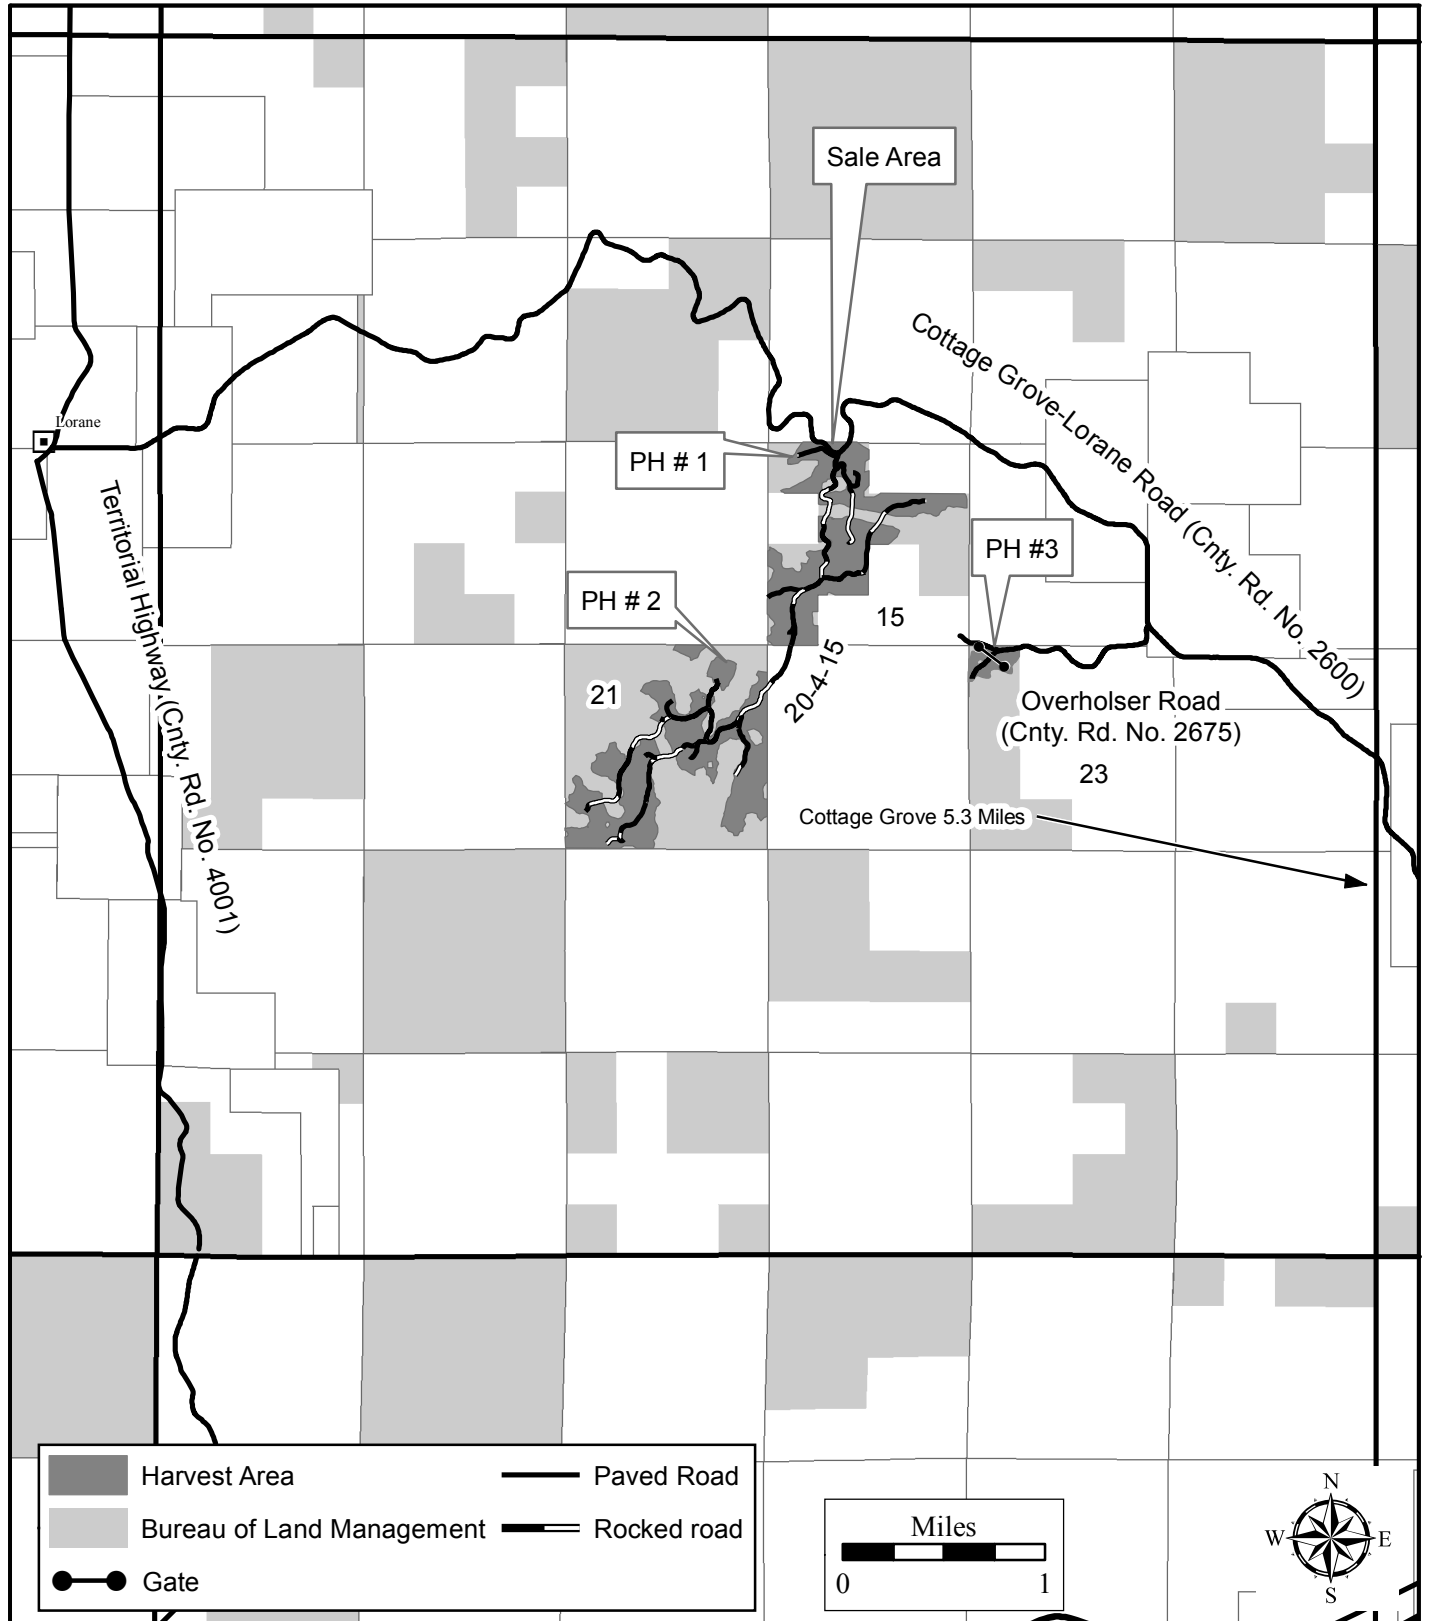 Sale Area
Cottage Grove-Lorane Road (Cnty. Rd. No. 2600)
Lorane
PH # 1
Territorial Highway (Cnty. Rd. No. 4001)
PH #3
PH # 2
15
20-4-15
21
Overholser Road
(Cnty. Rd. No. 2675)
23
Cottage Grove 5.3 Miles
Harvest Area
Paved Road
Bureau of Land Management
Rocked road
Gate
Miles
0 1
N
W E
S